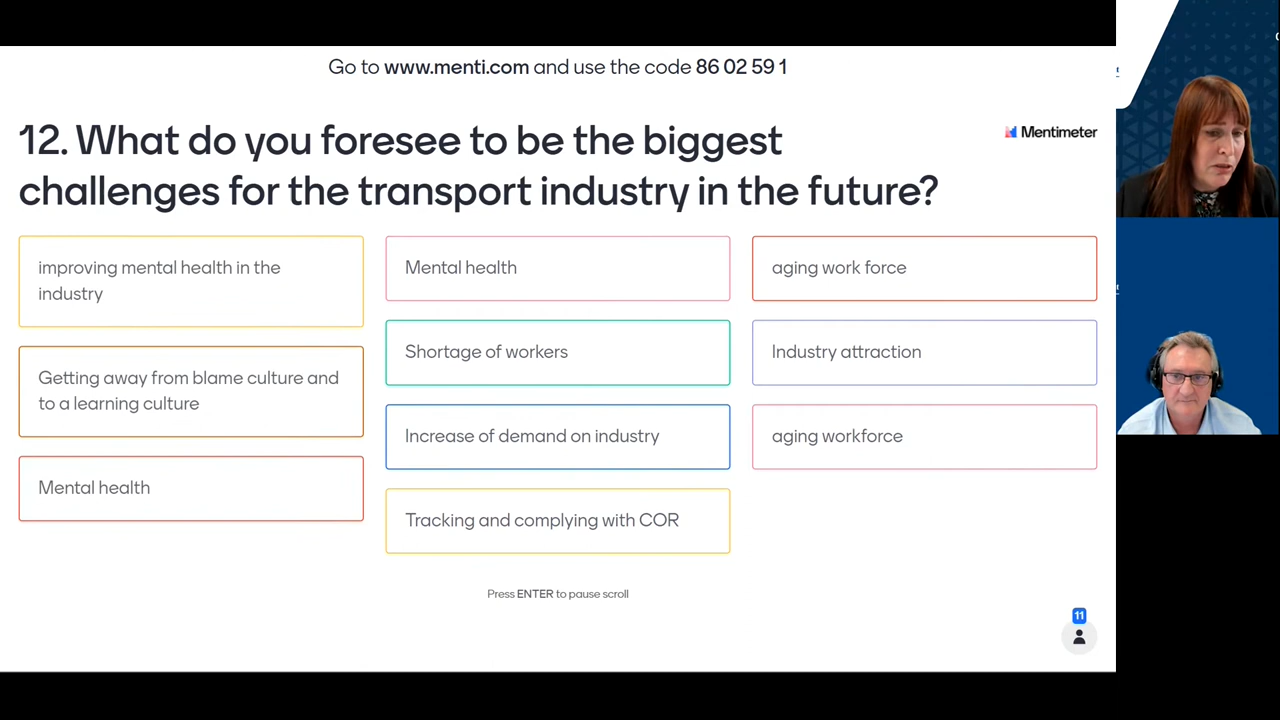 Go to www.menti.com and use the code 86 02 59 1
12. What do you foresee to be the biggest
challenges for the transport industry in the future?
Mentimeter
improving mental health in the
industry
Getting away from blame culture and
to a learning culture
Mental health
Mental health
Shortage of workers
Increase of demand on industry
Tracking and complying with COR
aging work force
Industry attraction
aging workforce
Press ENTER to pause scroll
11